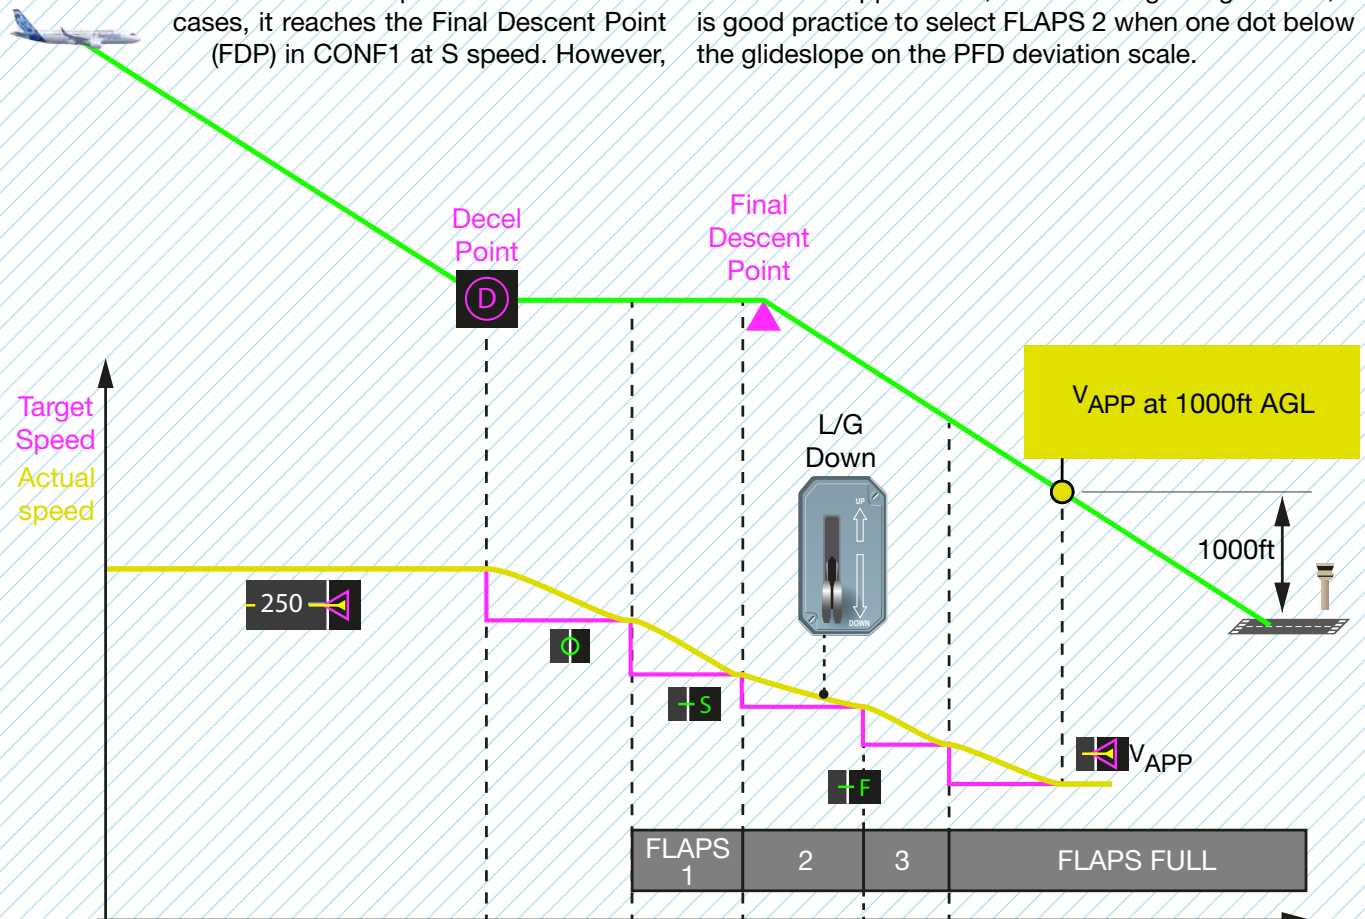 cases, it reaches the Final Descent Point
(FDP) in CONF1 at S speed. However,
is good practice to select FLAPS 2 when one dot below
the glideslope on the PFD deviation scale.
Decel
Point
D
Final
Descent
Point
VAPP at 1000ft AGL
Target
Speed
Actual
speed
L/G
Down
UP
DOWN
1000ft
250
S
F
VAPP
FLAPS
1
2
3
FLAPS FULL